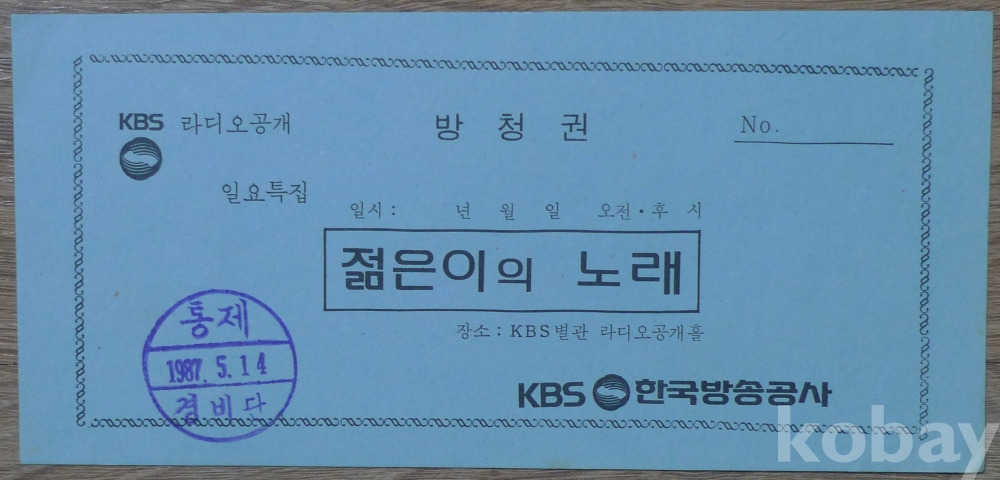 KBS 라디오공개
방청권
No.
일요특집
일시 : 년 월 일 오전·후 시
젊은이의 노래
장소 : KBS별관 라디오공개홀
통제
1987. 5. 14
경비단
KBS 한국방송공사
kobay